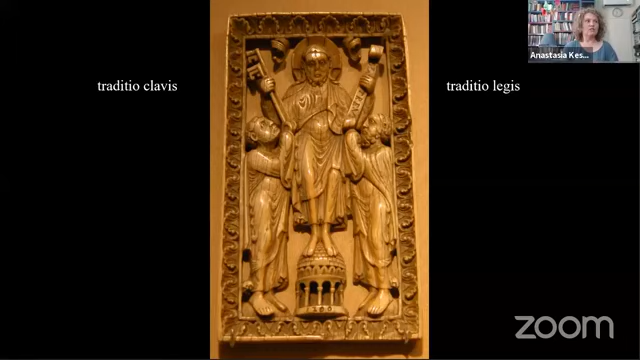 traditio clavis
traditio legis
Anastasia Kes...
zoom